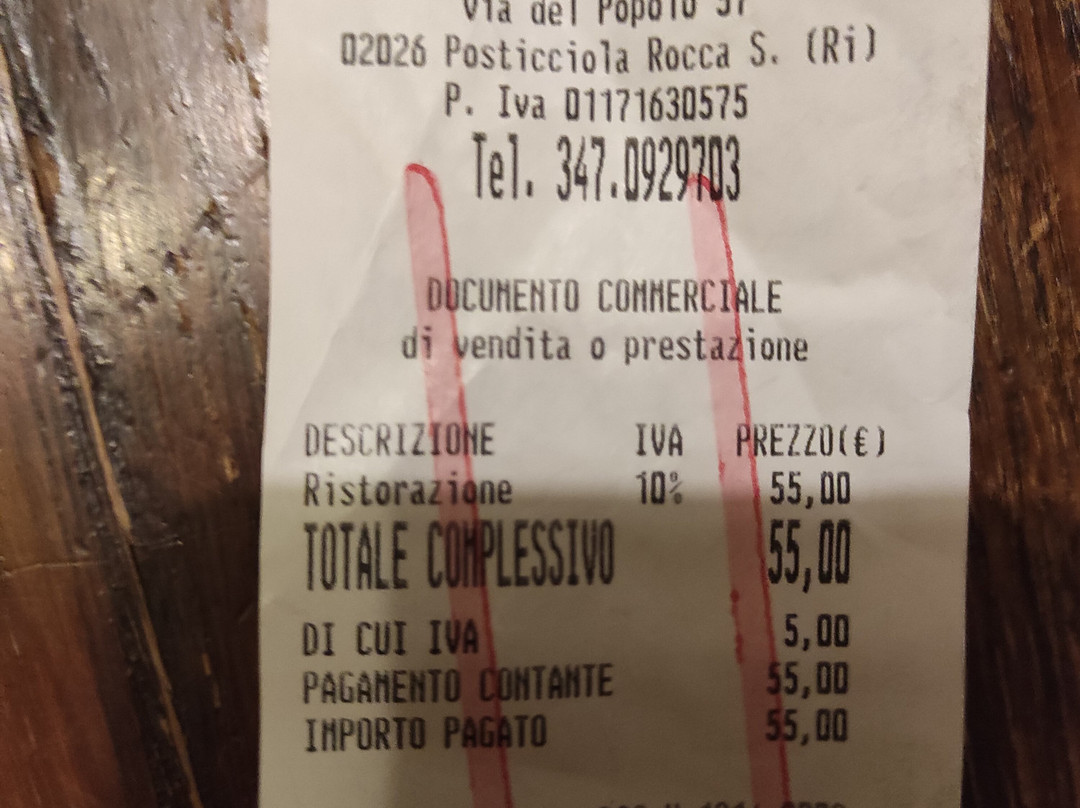 Via del Popolo 37
02026 Posticciola Rocca S. (Ri)
P. Iva 01171630575
Tel. 347.0929703
DOCUMENTO COMMERCIALE
di vendita o prestazione
DESCRIZIONE IVA PREZZO(€)
Ristorazione 10% 55,00
TOTALE COMPLESSIVO 55,00
DI CUI IVA 5,00
PAGAMENTO CONTANTE 55,00
IMPORTO PAGATO 55,00